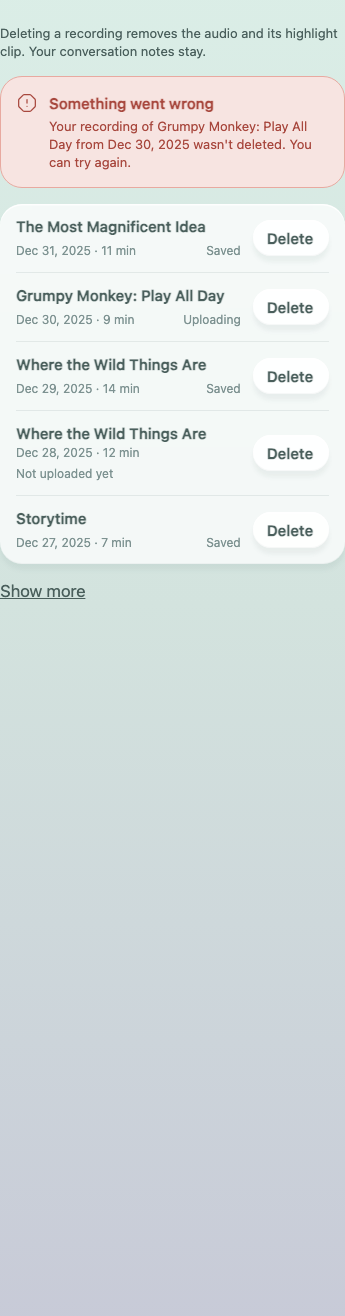 Deleting a recording removes the audio and its highlight
clip. Your conversation notes stay.
Something went wrong
Your recording of Grumpy Monkey: Play All
Day from Dec 30, 2025 wasn't deleted. You
can try again.
The Most Magnificent Idea
Dec 31, 2025 · 11 min Saved
Delete
Grumpy Monkey: Play All Day
Dec 30, 2025 · 9 min Uploading
Delete
Where the Wild Things Are
Dec 29, 2025 · 14 min Saved
Delete
Where the Wild Things Are
Dec 28, 2025 · 12 min
Not uploaded yet
Delete
Storytime
Dec 27, 2025 · 7 min Saved
Delete
Show more